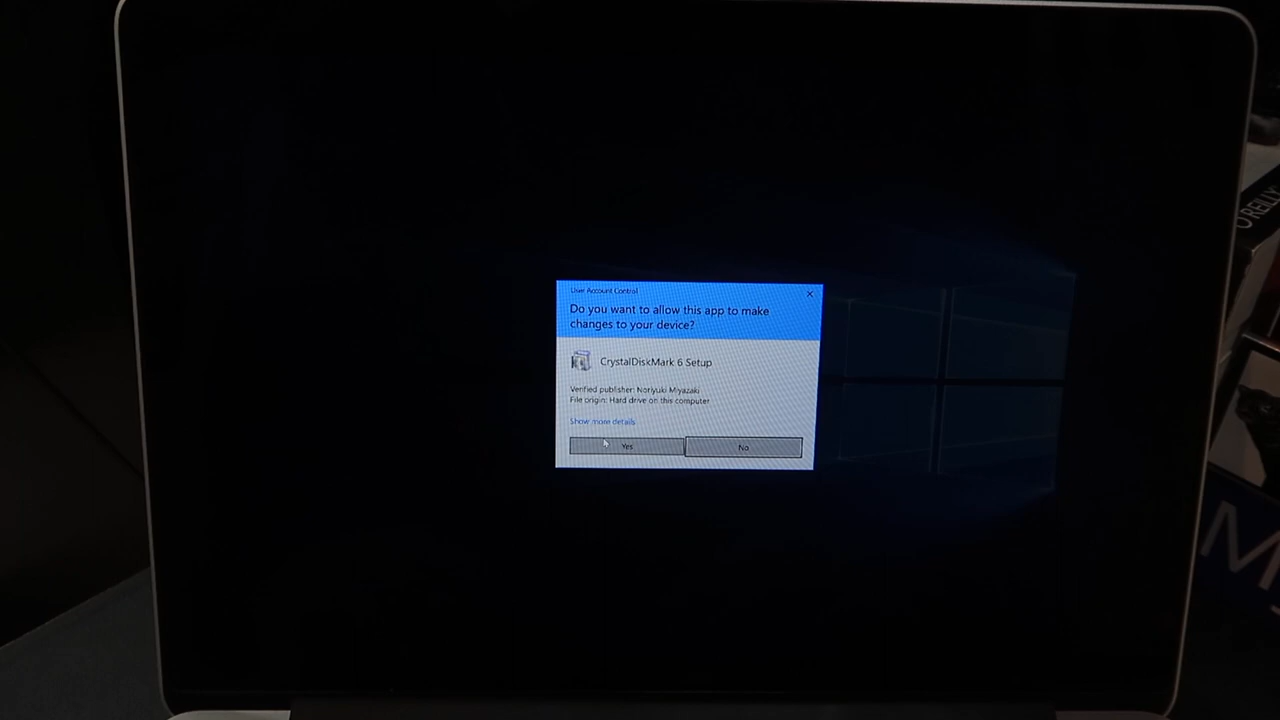 User Account Control
Do you want to allow this app to make
changes to your device?
CrystalDiskMark 6 Setup
Verified publisher: Noriyuki Miyazaki
File origin: Hard drive on this computer
Show more details
Yes
No
O'REILLY
M